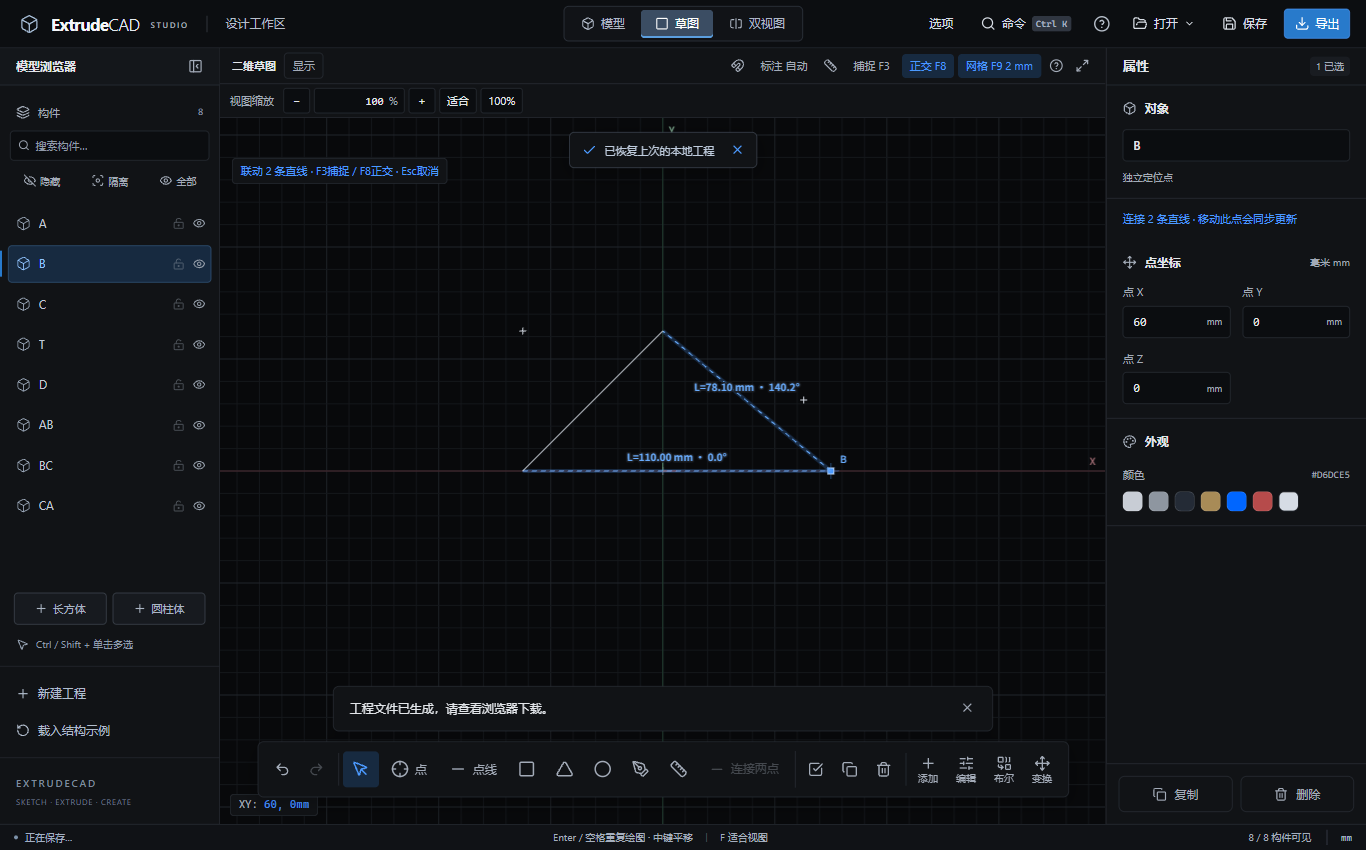 ExtrudeCAD STUDIO 设计工作区 模型 草图 双视图 选项 命令 Ctrl K 打开 保存 导出
模型浏览器
构件 8
搜索构件...
隐藏 隔离 全部
A
B
C
T
D
AB
BC
CA
+ 长方体 + 圆柱体
Ctrl / Shift + 单击多选
+ 新建工程
载入结构示例
EXTRUDECAD
SKETCH · EXTRUDE · CREATE
二维草图 显示 标注 自动 捕捉 F3 正交 F8 网格 F9 2 mm
视图缩放 − 100 % + 适合 100%
Y
已恢复上次的本地工程
联动 2 条直线 · F3捕捉 / F8正交 · Esc取消
L=78.10 mm • 140.2°
L=110.00 mm • 0.0°
B
X
工程文件已生成，请查看浏览器下载。
点 点线 连接两点 添加 编辑 布尔 变换
XY: 60, 0mm
属性 1 已选
对象
B
独立定位点
连接 2 条直线 · 移动此点会同步更新
点坐标 毫米 mm
点 X 点 Y
60 mm 0 mm
点 Z
0 mm
外观
颜色 #D6DCE5
复制 删除
正在保存... Enter / 空格重复绘图 · 中键平移 F 适合视图 8 / 8 构件可见 mm